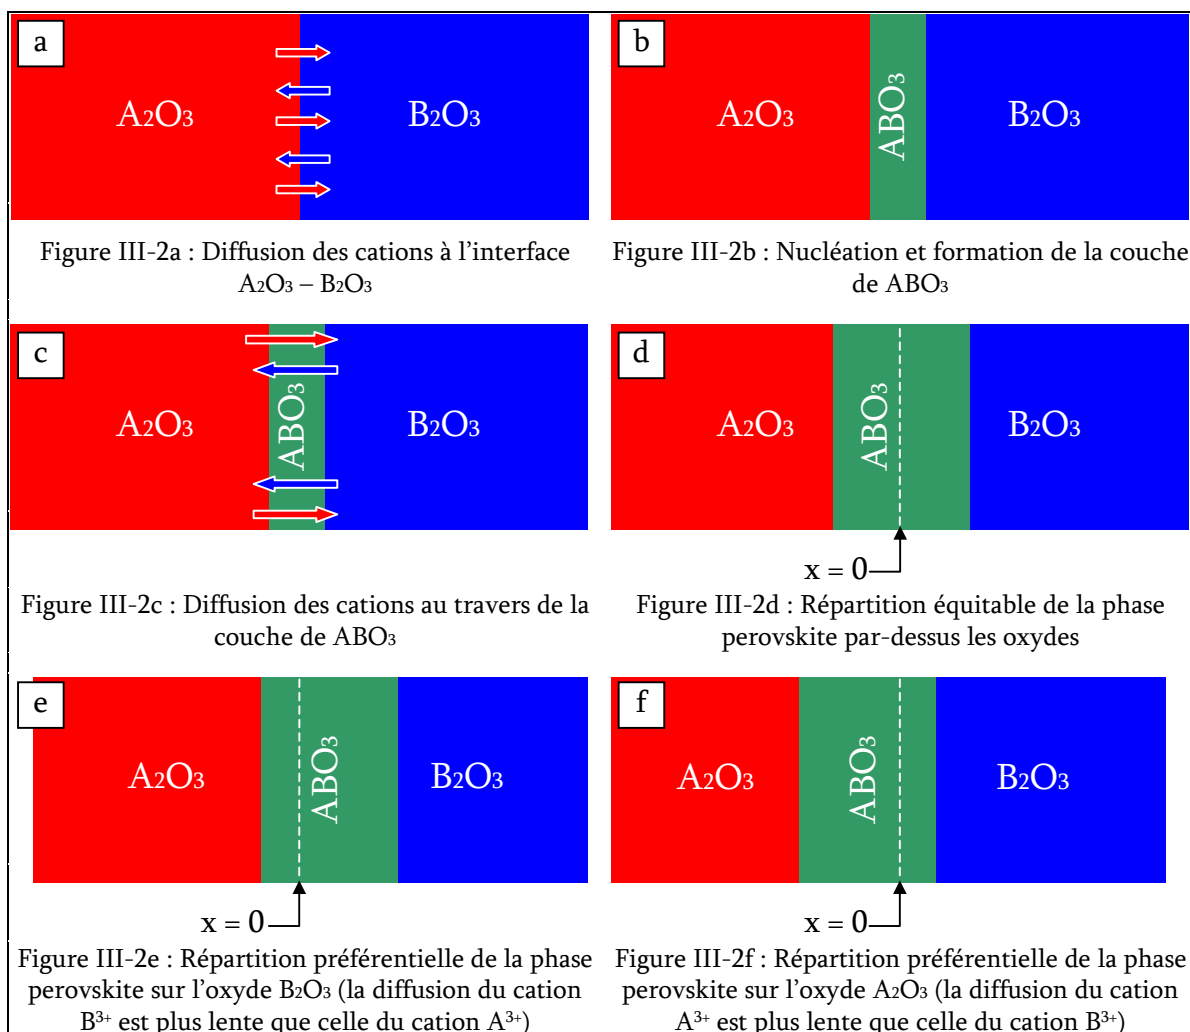 a
A₂O₃
B₂O₃
Figure III-2a : Diffusion des cations à l'interface
A₂O₃ – B₂O₃
b
A₂O₃
ABO₃
B₂O₃
Figure III-2b : Nucléation et formation de la couche
de ABO₃
c
A₂O₃
ABO₃
B₂O₃
Figure III-2c : Diffusion des cations au travers de la
couche de ABO₃
d
A₂O₃
ABO₃
B₂O₃
x = 0
Figure III-2d : Répartition équitable de la phase
perovskite par-dessus les oxydes
e
A₂O₃
ABO₃
B₂O₃
x = 0
Figure III-2e : Répartition préférentielle de la phase
perovskite sur l'oxyde B₂O₃ (la diffusion du cation
B³⁺ est plus lente que celle du cation A³⁺)
f
A₂O₃
ABO₃
B₂O₃
x = 0
Figure III-2f : Répartition préférentielle de la phase
perovskite sur l'oxyde A₂O₃ (la diffusion du cation
A³⁺ est plus lente que celle du cation B³⁺)